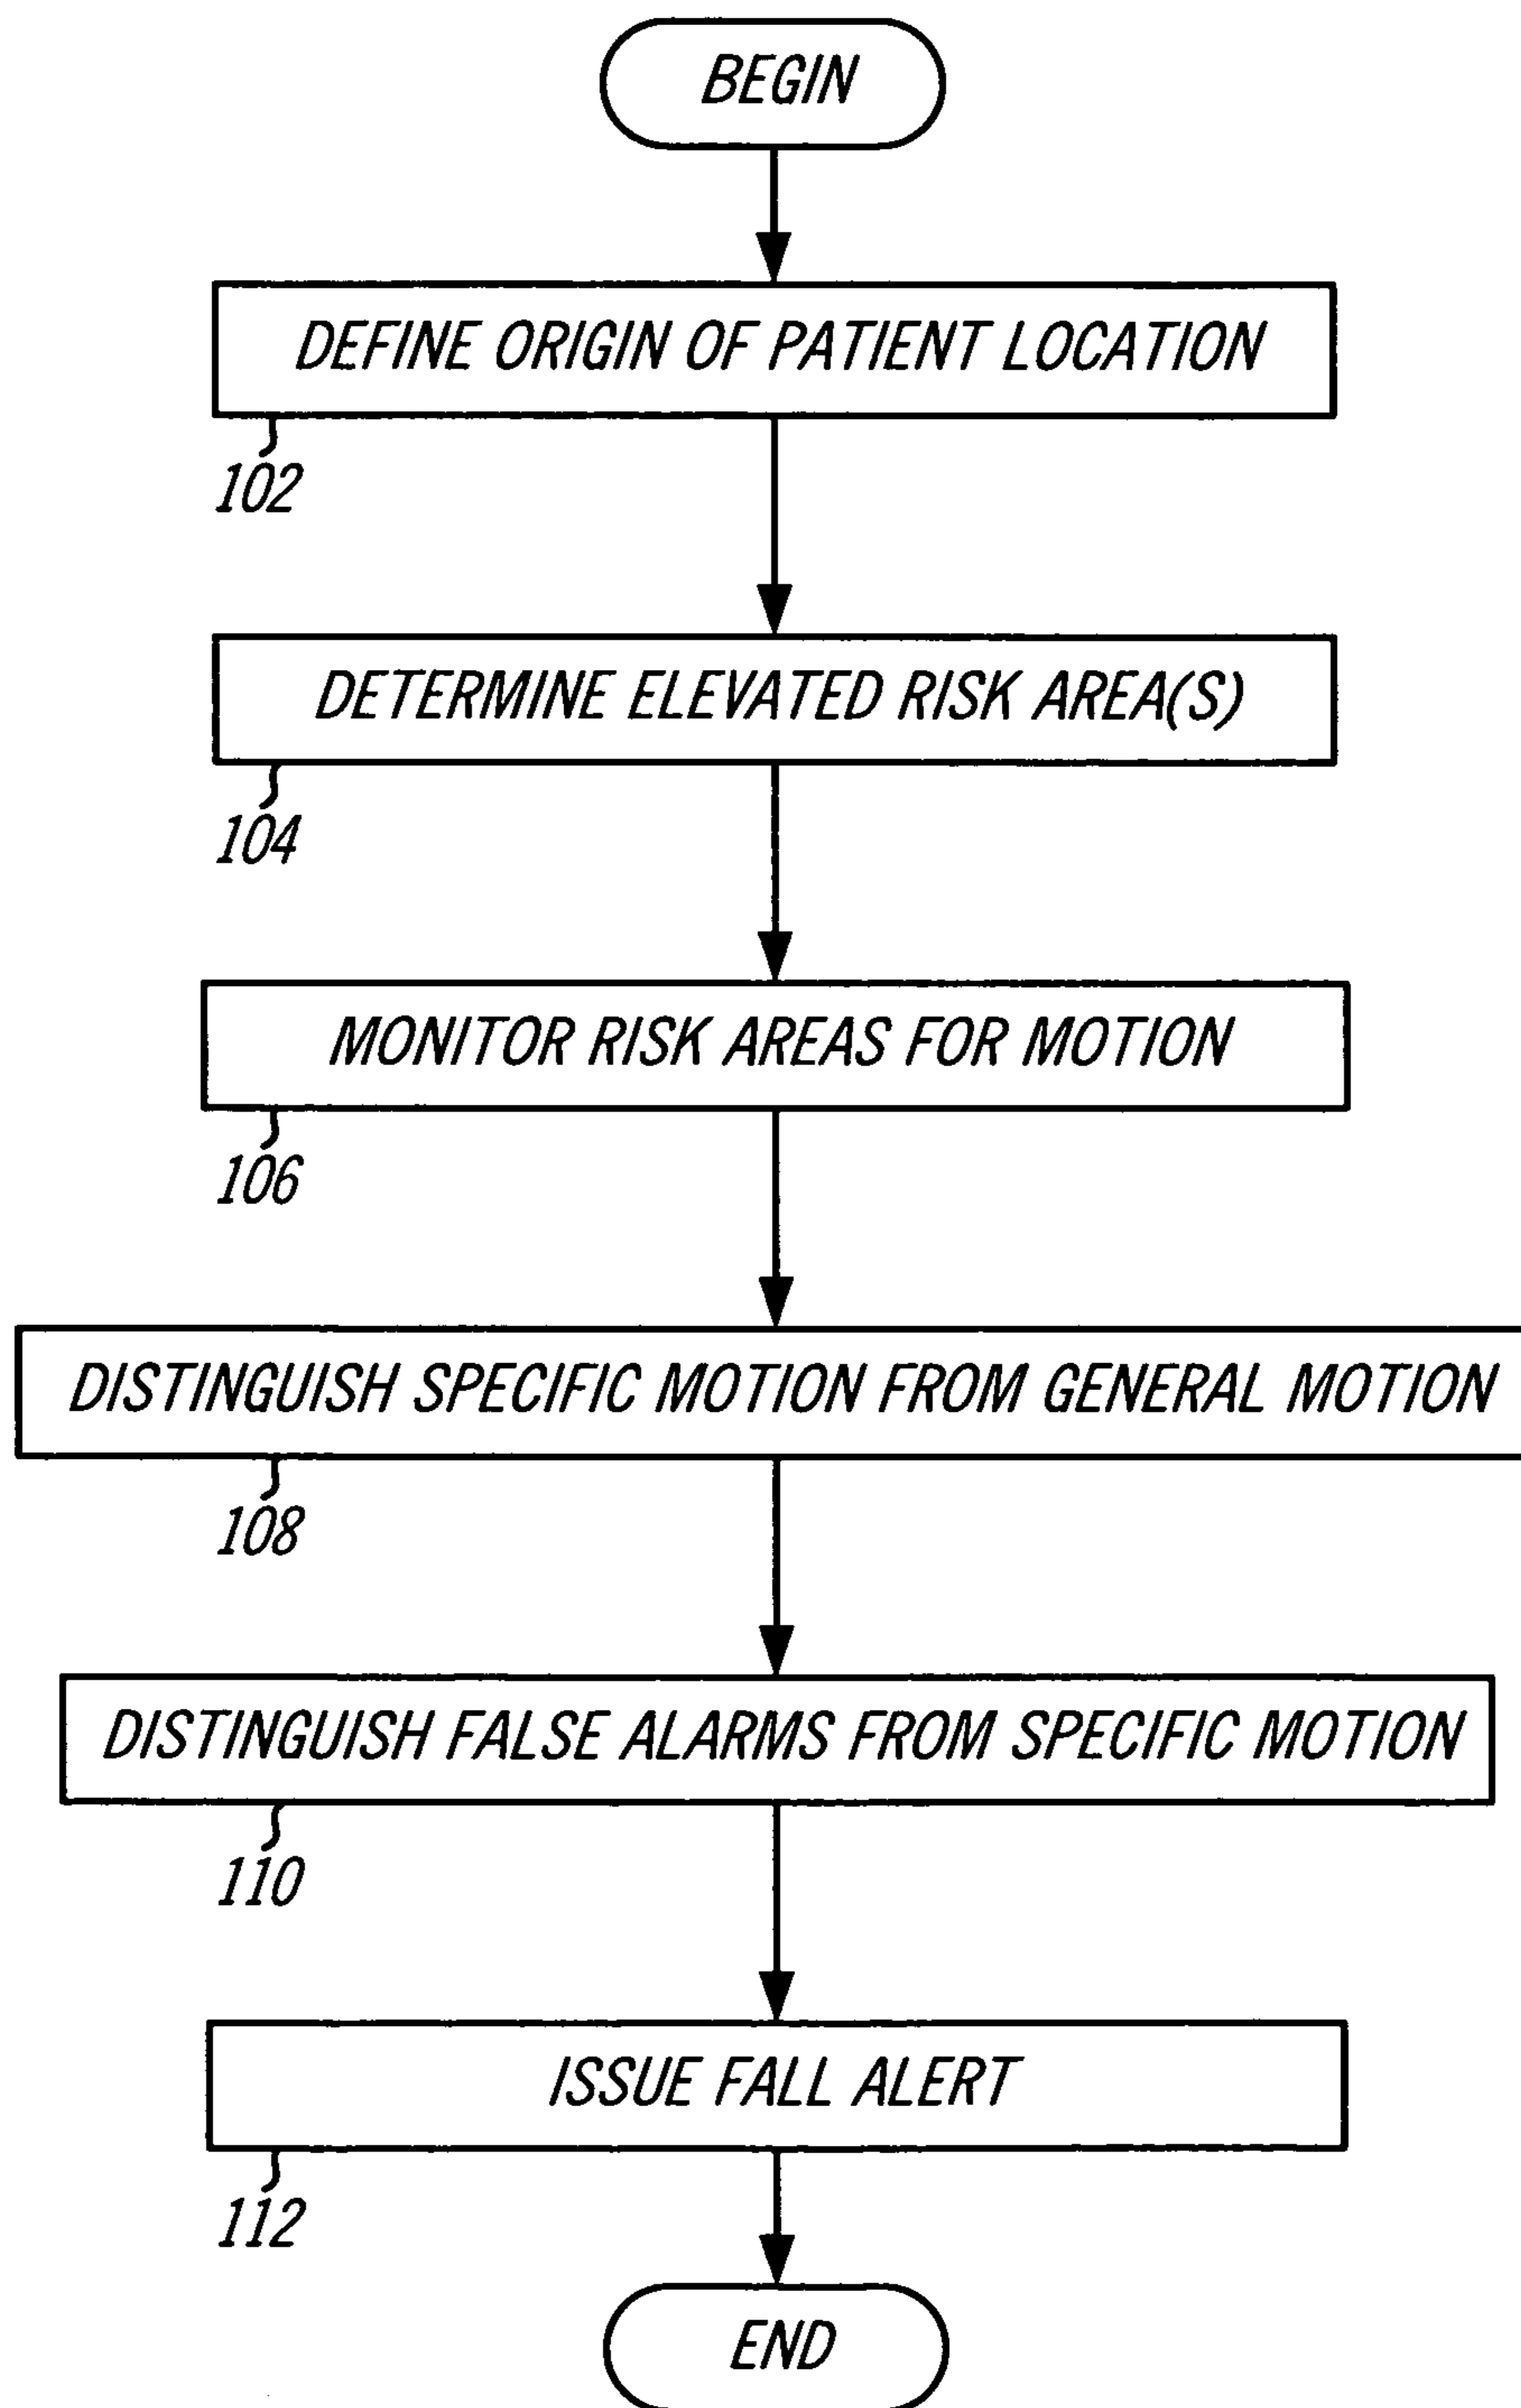 BEGIN
DEFINE ORIGIN OF PATIENT LOCATION
102
DETERMINE ELEVATED RISK AREA(S)
104
MONITOR RISK AREAS FOR MOTION
106
DISTINGUISH SPECIFIC MOTION FROM GENERAL MOTION
108
DISTINGUISH FALSE ALARMS FROM SPECIFIC MOTION
110
ISSUE FALL ALERT
112
END